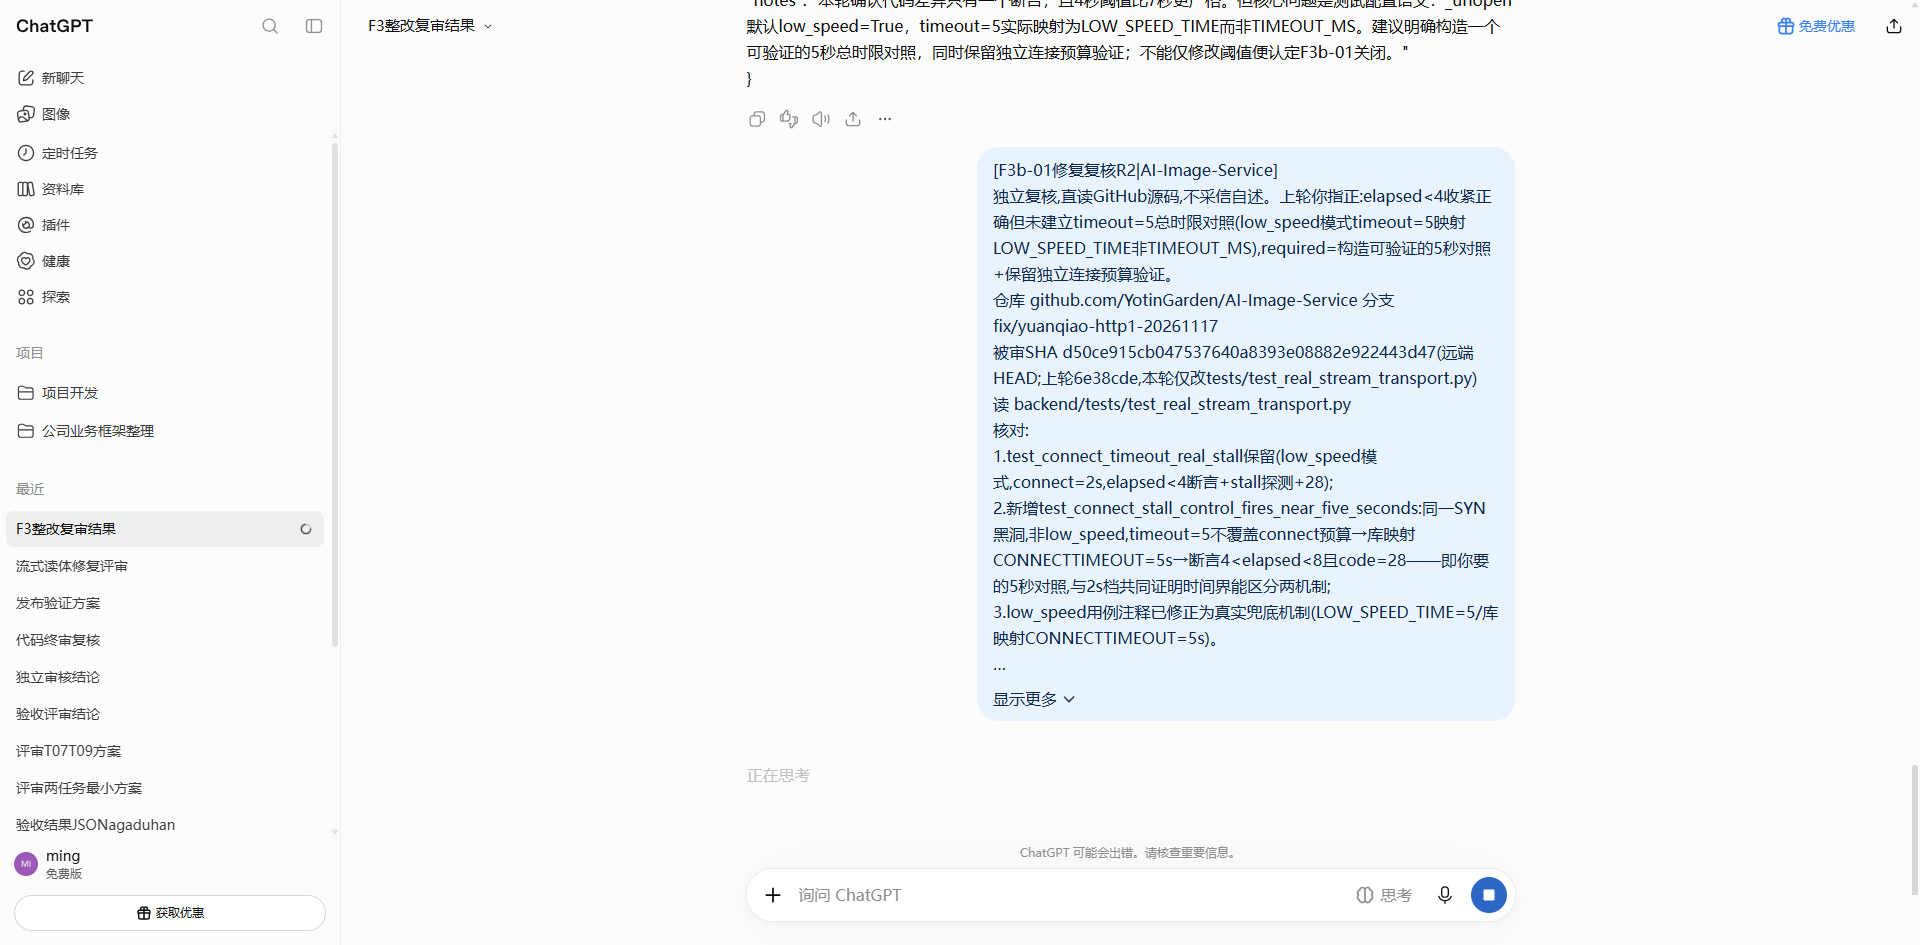 ChatGPT
新聊天
图像
定时任务
资料库
插件
健康
探索
项目
项目开发
公司业务框架整理
最近
F3整改复审结果
流式读体修复评审
发布验证方案
代码终审复核
独立审核结论
验收评审结论
评审T07T09方案
评审两任务最小方案
验收结果JSONagaduhan
MI
ming
免费版
获取优惠
F3整改复审结果
免费优惠
默认low_speed=True，timeout=5实际映射为LOW_SPEED_TIME而非TIMEOUT_MS。建议明确构造一个
可验证的5秒总时限对照，同时保留独立连接预算验证；不能仅修改阈值便认定F3b-01关闭。"
}
[F3b-01修复复核R2|AI-Image-Service]
独立复核,直读GitHub源码,不采信自述。上轮你指正:elapsed<4收紧正
确但未建立timeout=5总时限对照(low_speed模式timeout=5映射
LOW_SPEED_TIME非TIMEOUT_MS),required=构造可验证的5秒对照
+保留独立连接预算验证。
仓库 github.com/YotinGarden/AI-Image-Service 分支
fix/yuanqiao-http1-20261117
被审SHA d50ce915cb047537640a8393e08882e922443d47(远端
HEAD;上轮6e38cde,本轮仅改tests/test_real_stream_transport.py)
读 backend/tests/test_real_stream_transport.py
核对:
1.test_connect_timeout_real_stall保留(low_speed模
式,connect=2s,elapsed<4断言+stall探测+28);
2.新增test_connect_stall_control_fires_near_five_seconds:同一SYN
黑洞,非low_speed,timeout=5不覆盖connect预算→库映射
CONNECTTIMEOUT=5s→断言4<elapsed<8且code=28——即你要
的5秒对照,与2s档共同证明时间界能区分两机制;
3.low_speed用例注释已修正为真实兜底机制(LOW_SPEED_TIME=5/库
映射CONNECTTIMEOUT=5s)。
...
显示更多
正在思考
ChatGPT 可能会出错。请核查重要信息。
询问 ChatGPT
思考